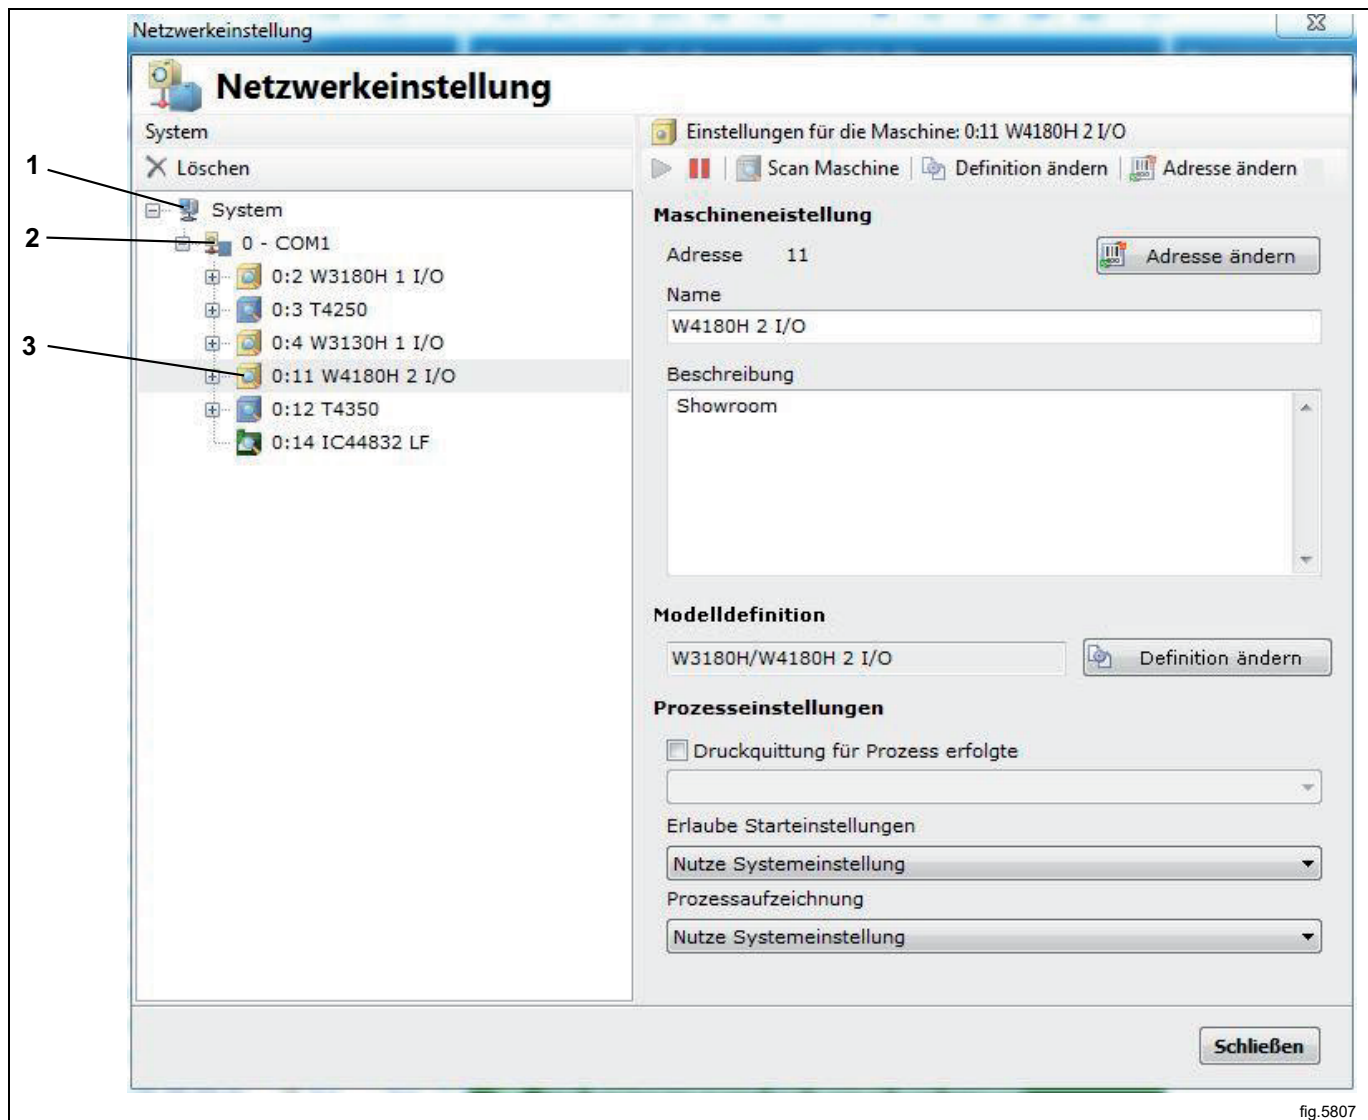 Netzwerkeinstellung
Netzwerkeinstellung
System
Löschen
1
System
2
0 - COM1
0:2 W3180H 1 I/O
0:3 T4250
0:4 W3130H 1 I/O
3
0:11 W4180H 2 I/O
0:12 T4350
0:14 IC44832 LF
Einstellungen für die Maschine: 0:11 W4180H 2 I/O
Scan Maschine | Definition ändern | Adresse ändern
Maschineneistellung
Adresse 11 Adresse ändern
Name
W4180H 2 I/O
Beschreibung
Showroom
Modelldefinition
W3180H/W4180H 2 I/O Definition ändern
Prozesseinstellungen
Druckquittung für Prozess erfolgte
Erlaube Starteinstellungen
Nutze Systemeinstellung
Prozessaufzeichnung
Nutze Systemeinstellung
Schließen
fig.5807